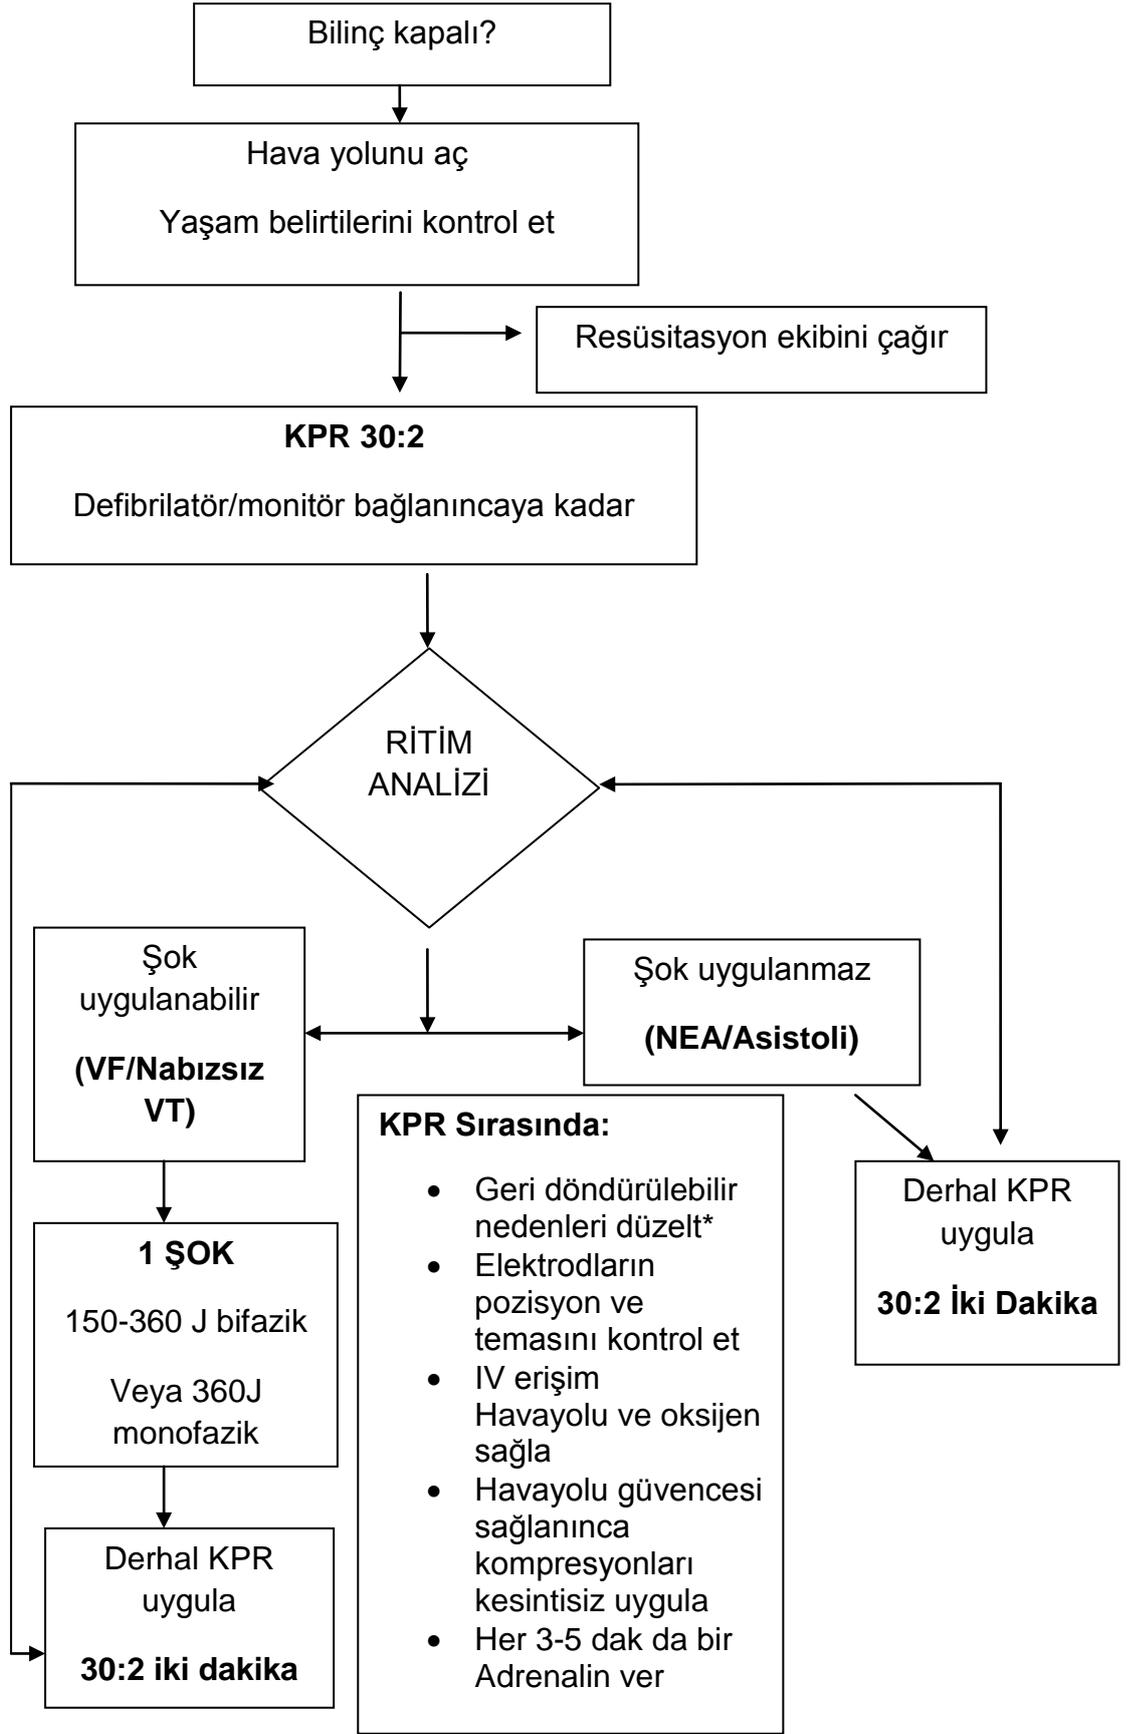 Bilinç kapalı?
Hava yolunu aç
Yaşam belirtilerini kontrol et
Resüsitasyon ekibini çağır
KPR 30:2
Defibrilatör/monitör bağlanıncaya kadar
RİTİM
ANALİZİ
Şok
uygulanabilir
(VF/Nabızsız
VT)
Şok uygulanmaz
(NEA/Asistoli)
1 ŞOK
150-360 J bifazik
Veya 360J
monofazik
Derhal KPR
uygula
30:2 iki dakika
KPR Sırasında:
• Geri döndürülebilir
nedenleri düzelt*
• Elektrodların
pozisyon ve
temasını kontrol et
• IV erişim
Havayolu ve oksijen
sağla
• Havayolu güvencesi
sağlanınca
kompresyonları
kesintisiz uygula
• Her 3-5 dak da bir
Adrenalin ver
Derhal KPR
uygula
30:2 İki Dakika